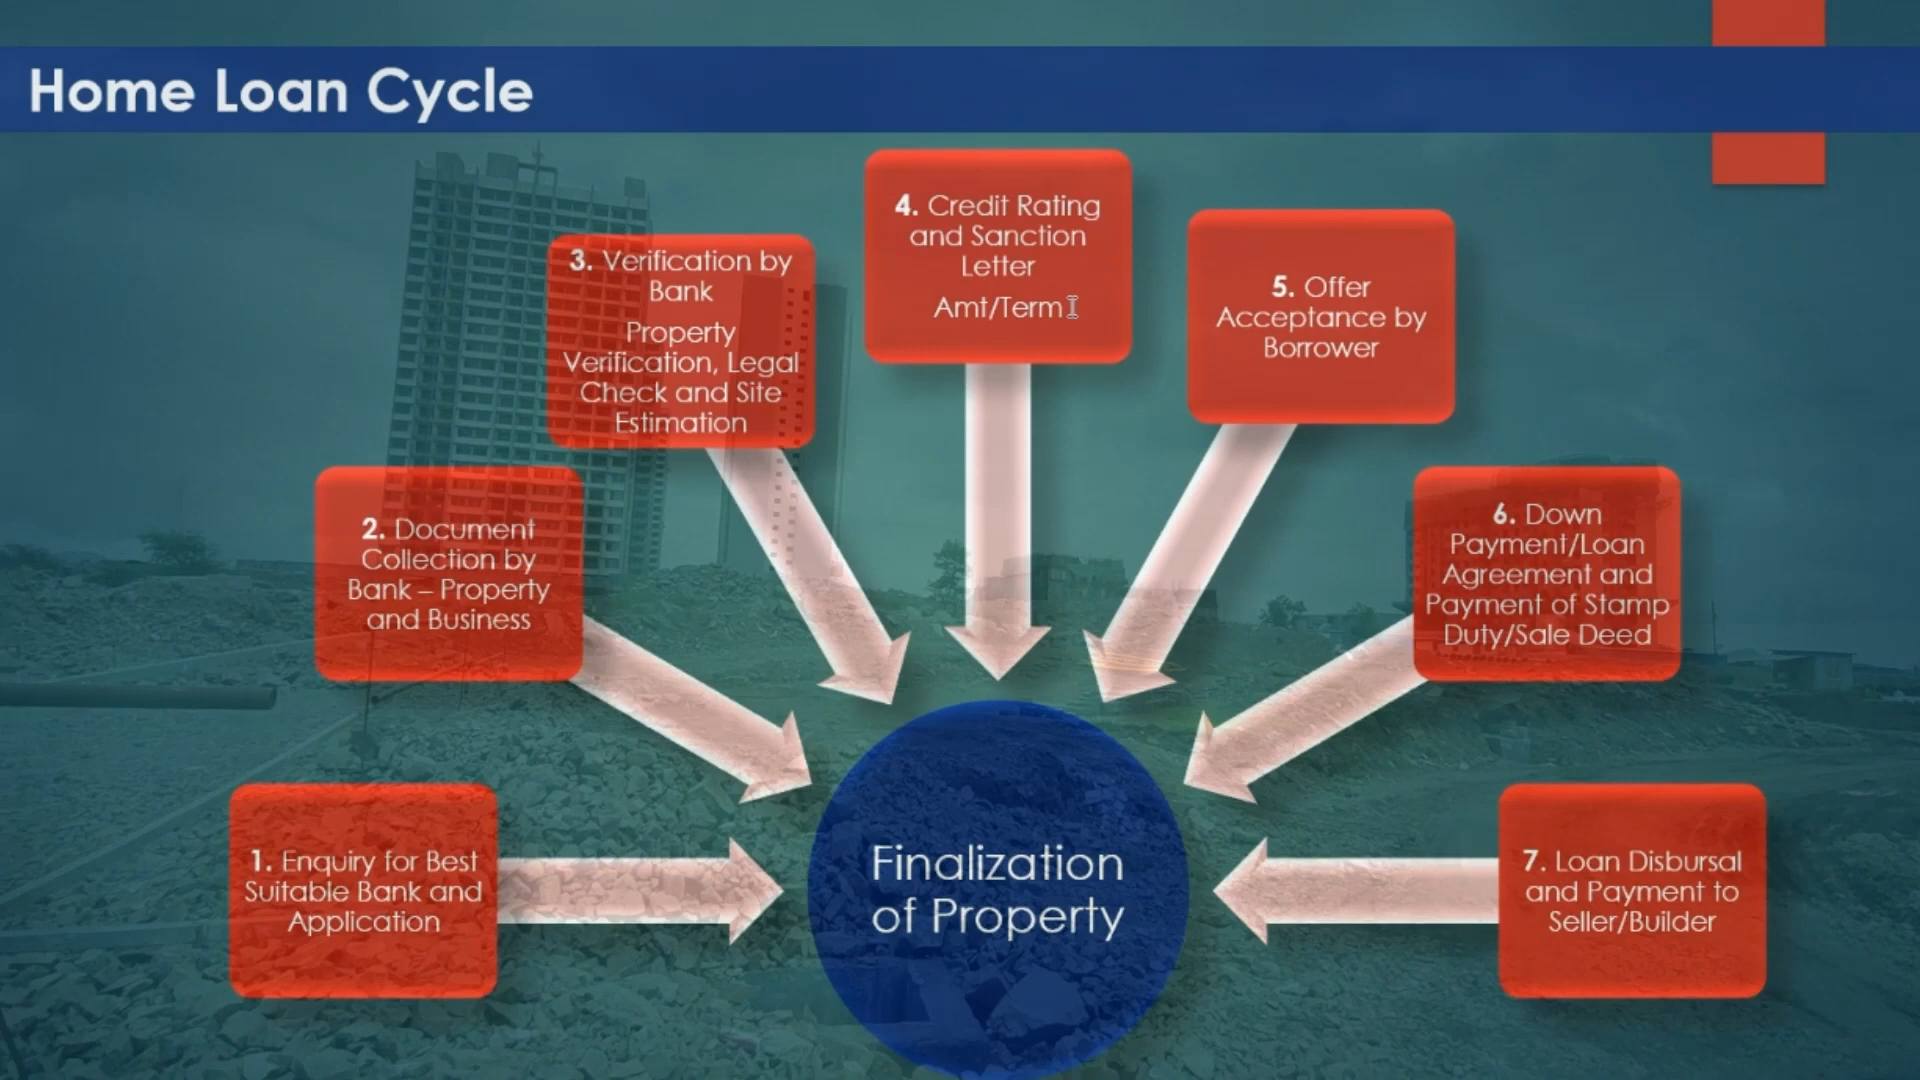 Home Loan Cycle
1. Enquiry for Best
Suitable Bank and
Application
2. Document
Collection by
Bank – Property
and Business
3. Verification by
Bank
Property
Verification, Legal
Check and Site
Estimation
4. Credit Rating
and Sanction
Letter
Amt/Term
5. Offer
Acceptance by
Borrower
6. Down
Payment/Loan
Agreement and
Payment of Stamp
Duty/Sale Deed
7. Loan Disbursal
and Payment to
Seller/Builder
Finalization
of Property